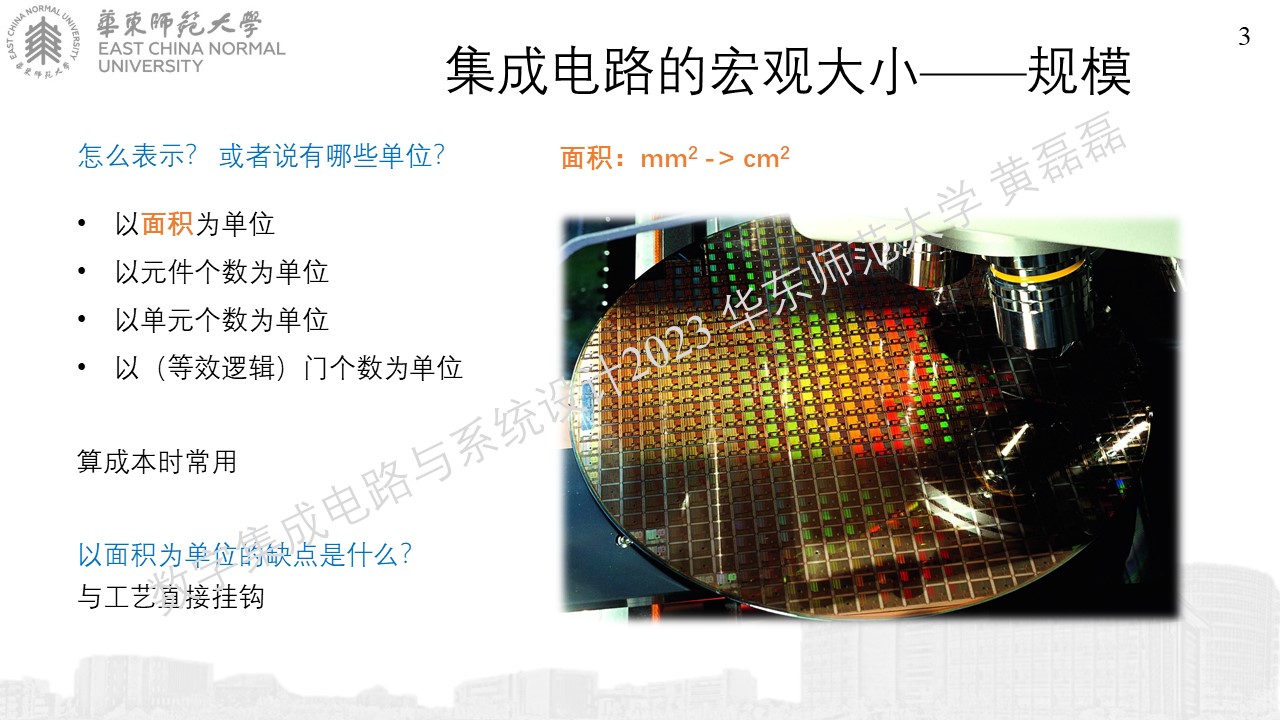 華東師範大學
EAST CHINA NORMAL
UNIVERSITY
EAST CHINA NORMAL UNIVERSITY
華東師范大學
3
集成电路的宏观大小——规模
怎么表示? 或者说有哪些单位?
• 以面积为单位
• 以元件个数为单位
• 以单元个数为单位
• 以（等效逻辑）门个数为单位
算成本时常用
以面积为单位的缺点是什么?
与工艺直接挂钩
面积：mm² -> cm²
数字集成电路与系统设计2023 华东师范大学 黄磊磊